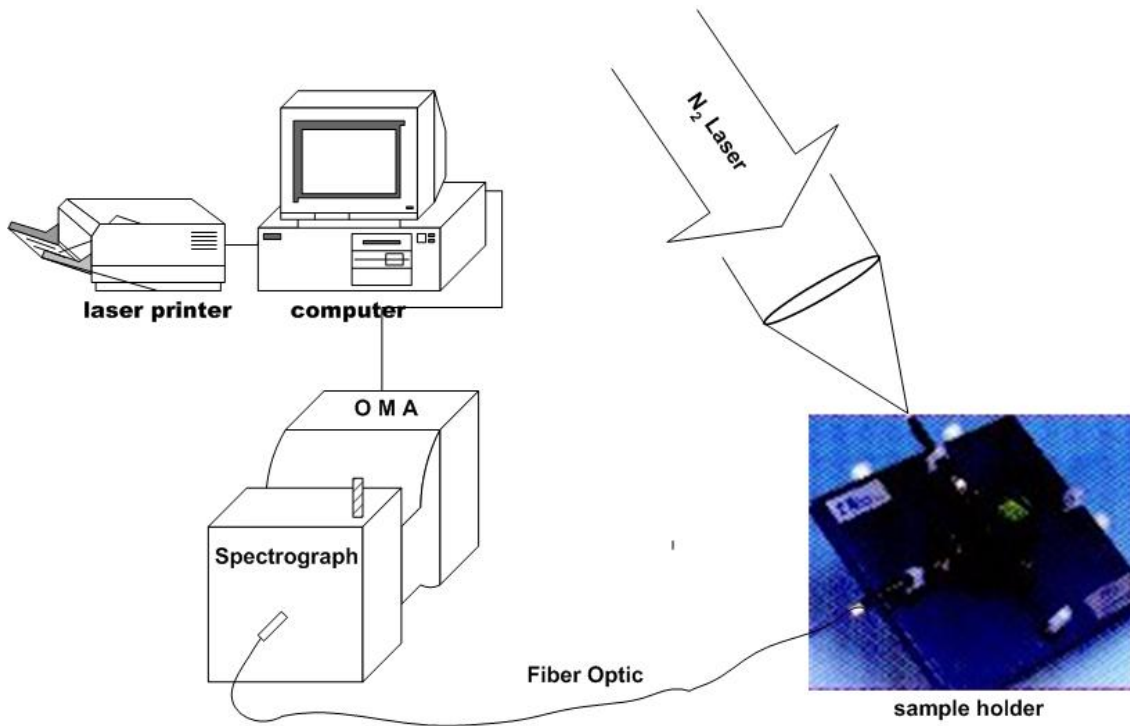 N₂ Laser
laser printer
computer
O M A
Spectrograph
Fiber Optic
sample holder